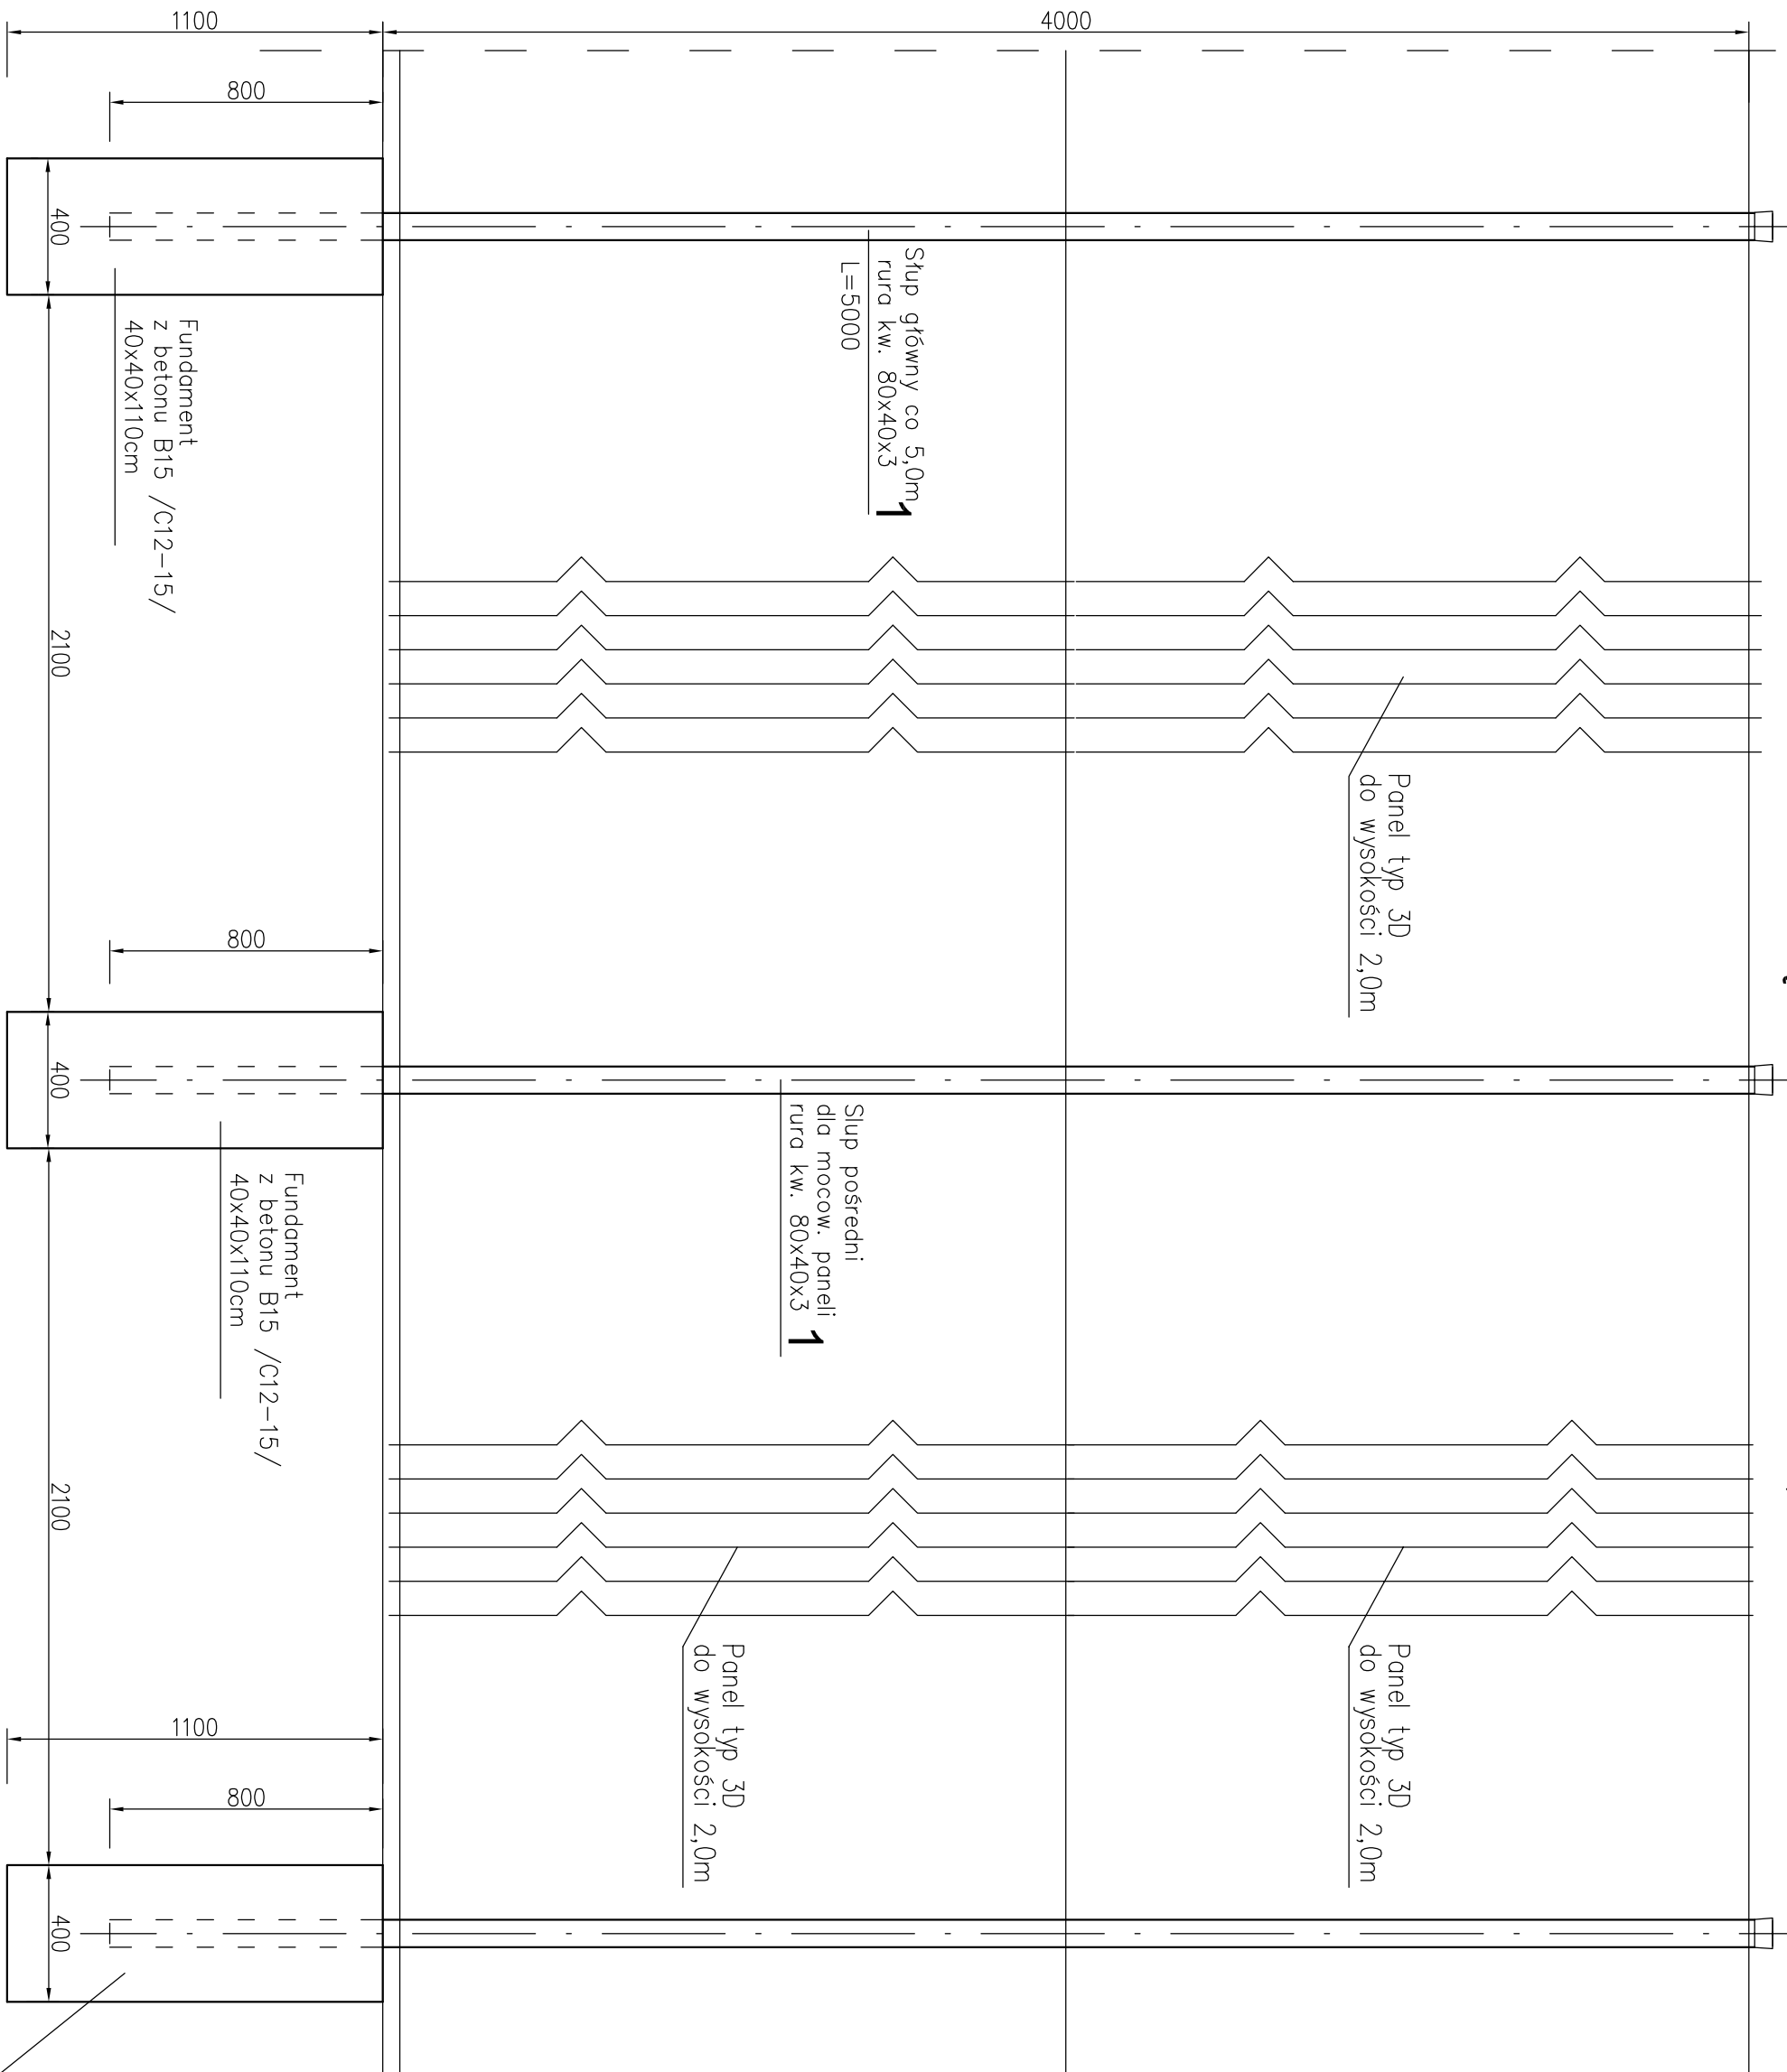 1100
4000
800
400
Słup główny co 5,0m
rura kw. 80x40x3
1
L=5000
Fundament
z betonu B15 /C12-15/
40x40x110cm
2100
Panel typ 3D
do wysokości 2,0m
800
400
Slup pośredni
dla mocow. paneli
rura kw. 80x40x3
1
Fundament
z betonu B15 /C12-15/
40x40x110cm
2100
Panel typ 3D
do wysokości 2,0m
Panel typ 3D
do wysokości 2,0m
1100
800
400